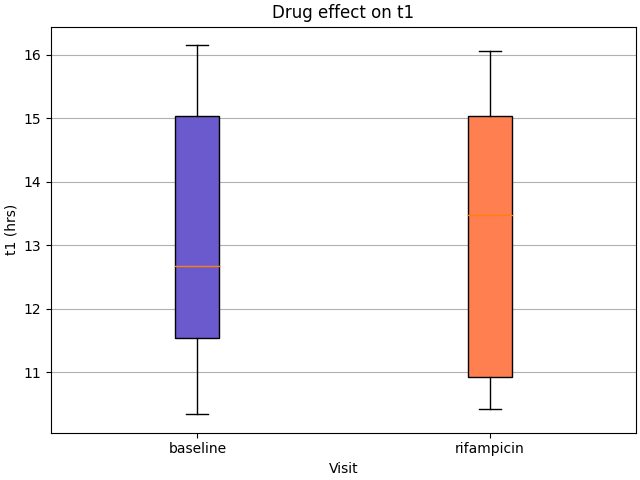 Drug effect on t1
16
15
14
13
12
11
t1 (hrs)
baseline
rifampicin
Visit